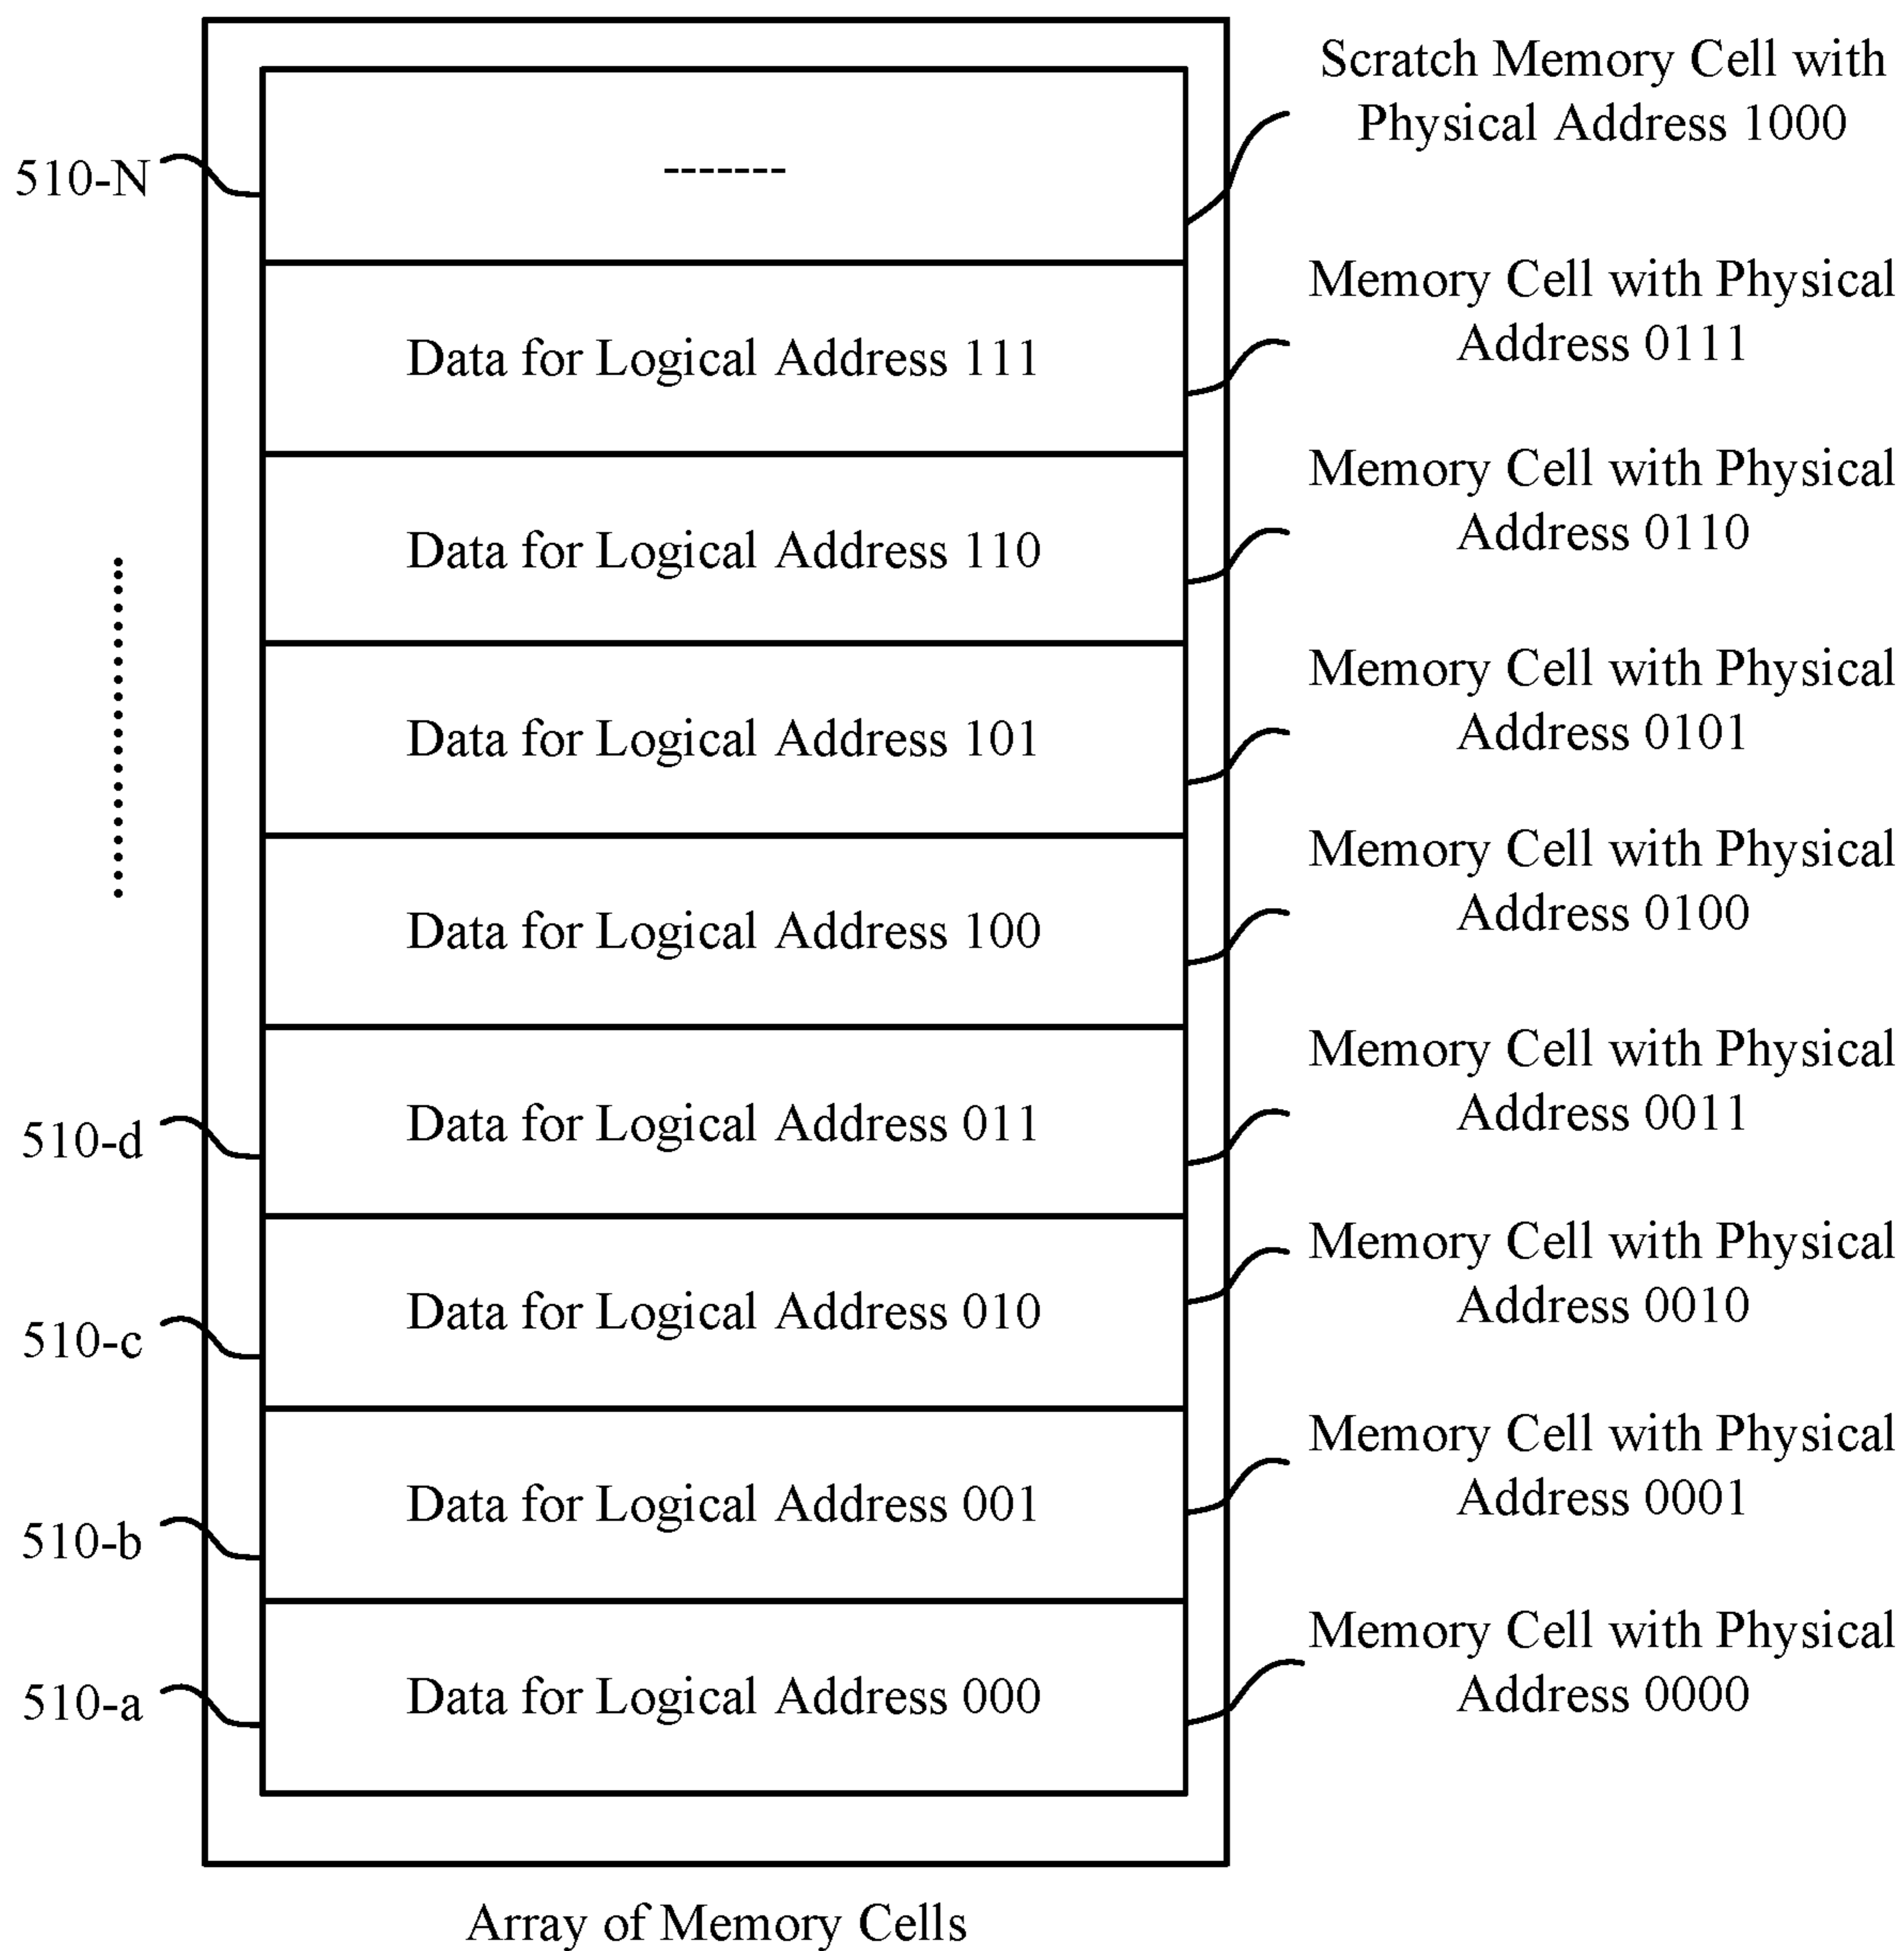 Scratch Memory Cell with
Physical Address 1000
510-N
-------
Memory Cell with Physical
Address 0111
Data for Logical Address 111
Memory Cell with Physical
Address 0110
Data for Logical Address 110
Memory Cell with Physical
Address 0101
Data for Logical Address 101
Memory Cell with Physical
Address 0100
Data for Logical Address 100
Memory Cell with Physical
Address 0011
510-d
Data for Logical Address 011
Memory Cell with Physical
Address 0010
510-c
Data for Logical Address 010
Memory Cell with Physical
Address 0001
510-b
Data for Logical Address 001
Memory Cell with Physical
Address 0000
510-a
Data for Logical Address 000
Array of Memory Cells